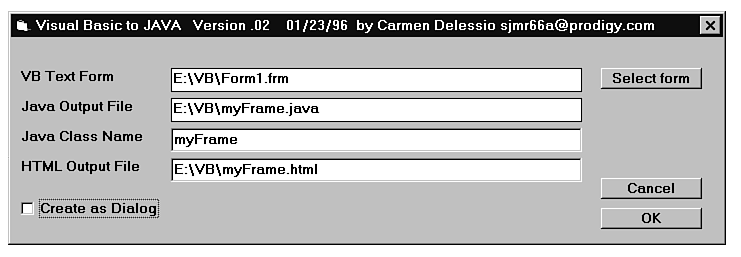 Visual Basic to JAVA Version .02 01/23/96 by Carmen Delessio sjmr66a@prodigy.com
VB Text Form E:\VB\Form1.frm Select form
Java Output File E:\VB\myFrame.java
Java Class Name myFrame
HTML Output File E:\VB\myFrame.html
Cancel
Create as Dialog
OK